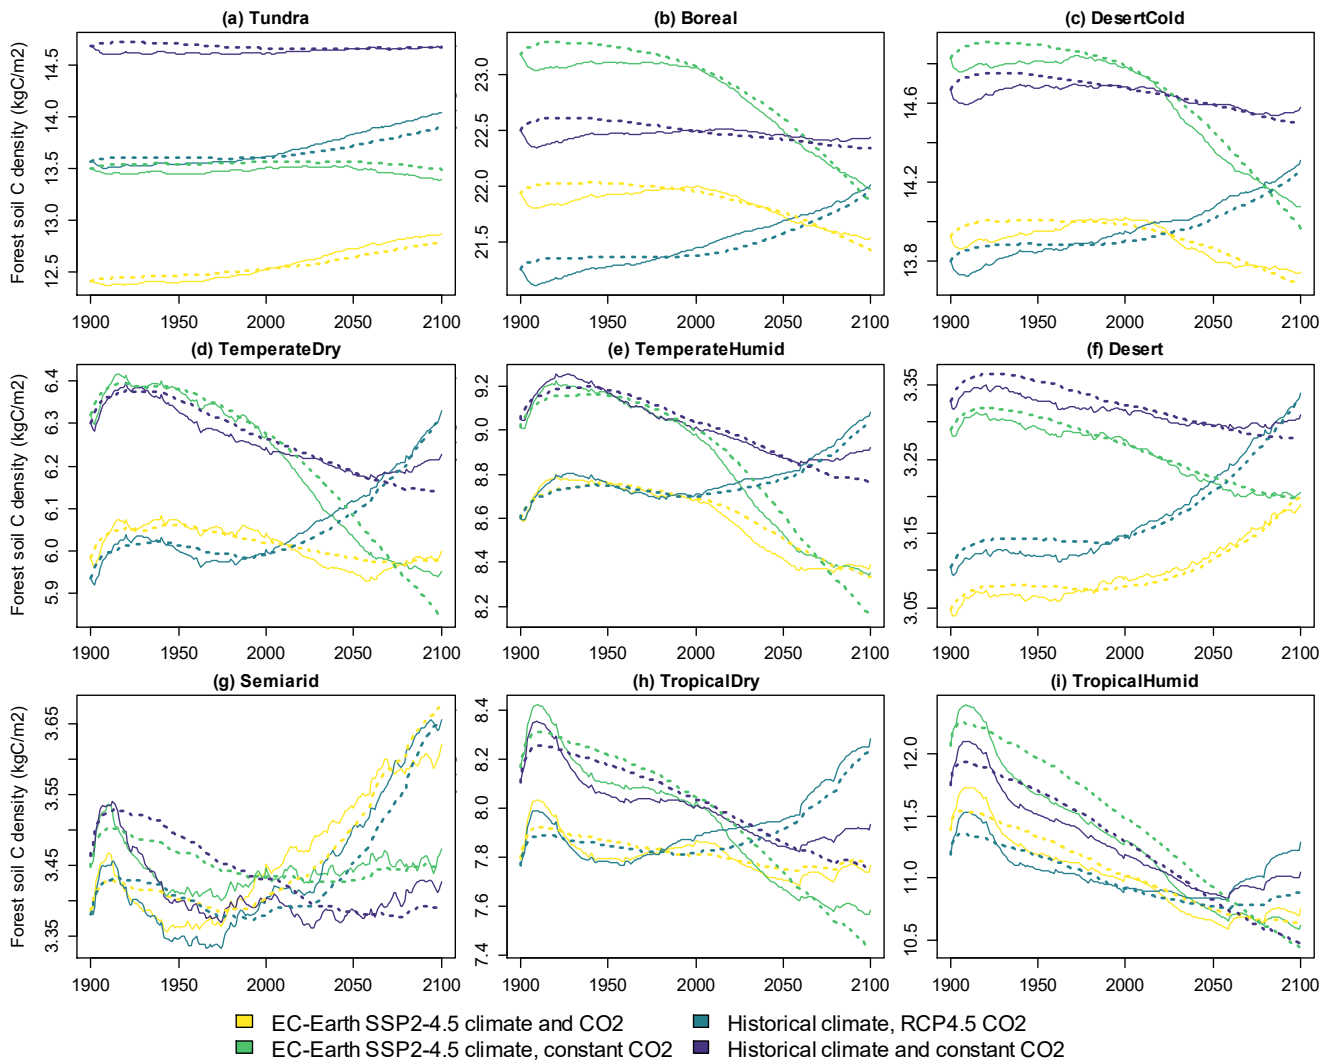 (a) Tundra
(b) Boreal
(c) DesertCold
Forest soil C density (kgC/m2)
12.5 13.0 13.5 14.0 14.5
21.5 22.0 22.5 23.0
13.8 14.2 14.6
1900 1950 2000 2050 2100
1900 1950 2000 2050 2100
1900 1950 2000 2050 2100
(d) TemperateDry
(e) TemperateHumid
(f) Desert
Forest soil C density (kgC/m2)
5.9 6.0 6.1 6.2 6.3 6.4
8.2 8.4 8.6 8.8 9.0 9.2
3.05 3.15 3.25 3.35
1900 1950 2000 2050 2100
1900 1950 2000 2050 2100
1900 1950 2000 2050 2100
(g) Semiarid
(h) TropicalDry
(i) TropicalHumid
Forest soil C density (kgC/m2)
3.35 3.45 3.55 3.65
7.4 7.6 7.8 8.0 8.2 8.4
10.5 11.0 11.5 12.0
1900 1950 2000 2050 2100
1900 1950 2000 2050 2100
1900 1950 2000 2050 2100
EC-Earth SSP2-4.5 climate and CO2
Historical climate, RCP4.5 CO2
EC-Earth SSP2-4.5 climate, constant CO2
Historical climate and constant CO2